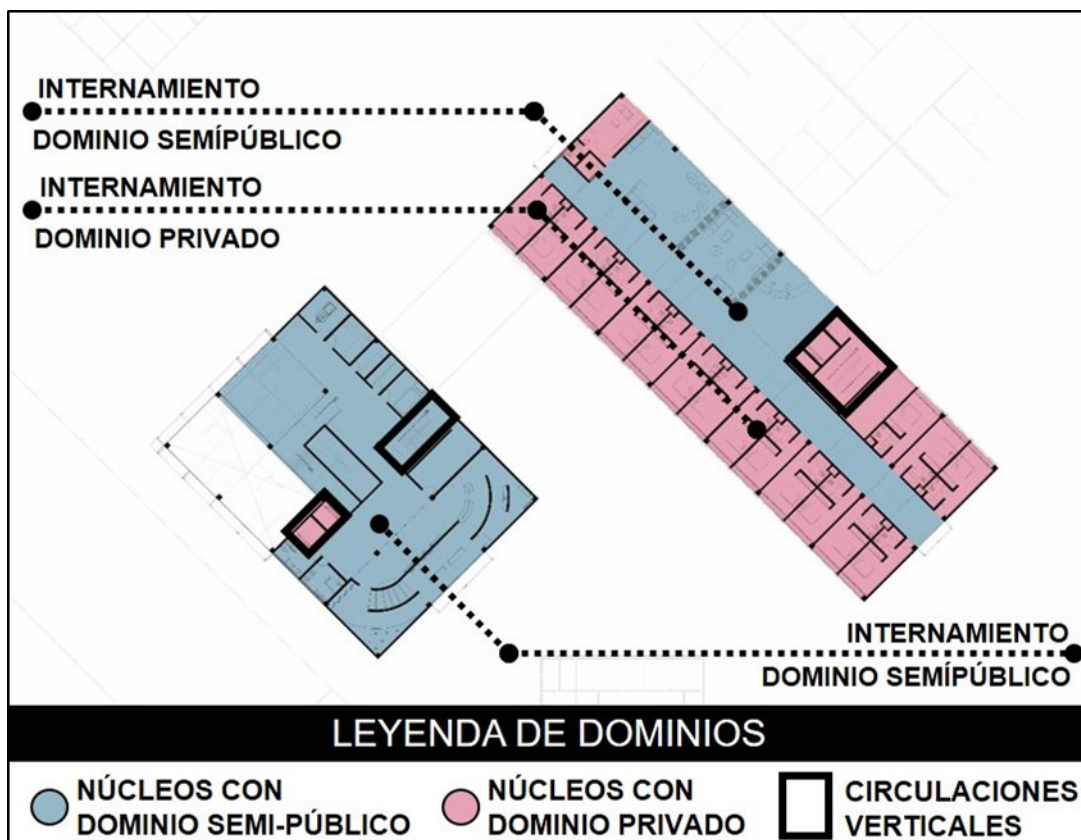 INTERNAMIENTO
DOMINIO SEMÍPÚBLICO
INTERNAMIENTO
DOMINIO PRIVADO
INTERNAMIENTO
DOMINIO SEMÍPÚBLICO
LEYENDA DE DOMINIOS
NÚCLEOS CON
DOMINIO SEMI-PÚBLICO
NÚCLEOS CON
DOMINIO PRIVADO
CIRCULACIONES
VERTICALES